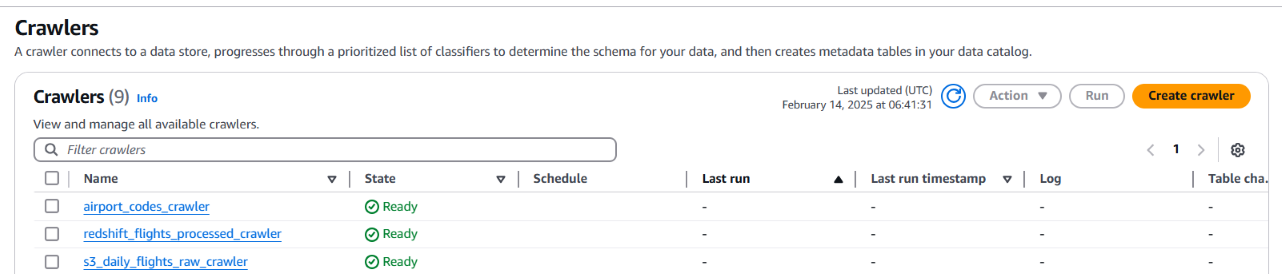 Crawlers
A crawler connects to a data store, progresses through a prioritized list of classifiers to determine the schema for your data, and then creates metadata tables in your data catalog.
Crawlers (9) Info
Last updated (UTC)
February 14, 2025 at 06:41:31
Action
Run
Create crawler
View and manage all available crawlers.
Filter crawlers
1
Name State Schedule Last run Last run timestamp Log Table cha.
airport_codes_crawler Ready - - - -
redshift_flights_processed_crawler Ready - - - -
s3_daily_flights_raw_crawler Ready - - - -